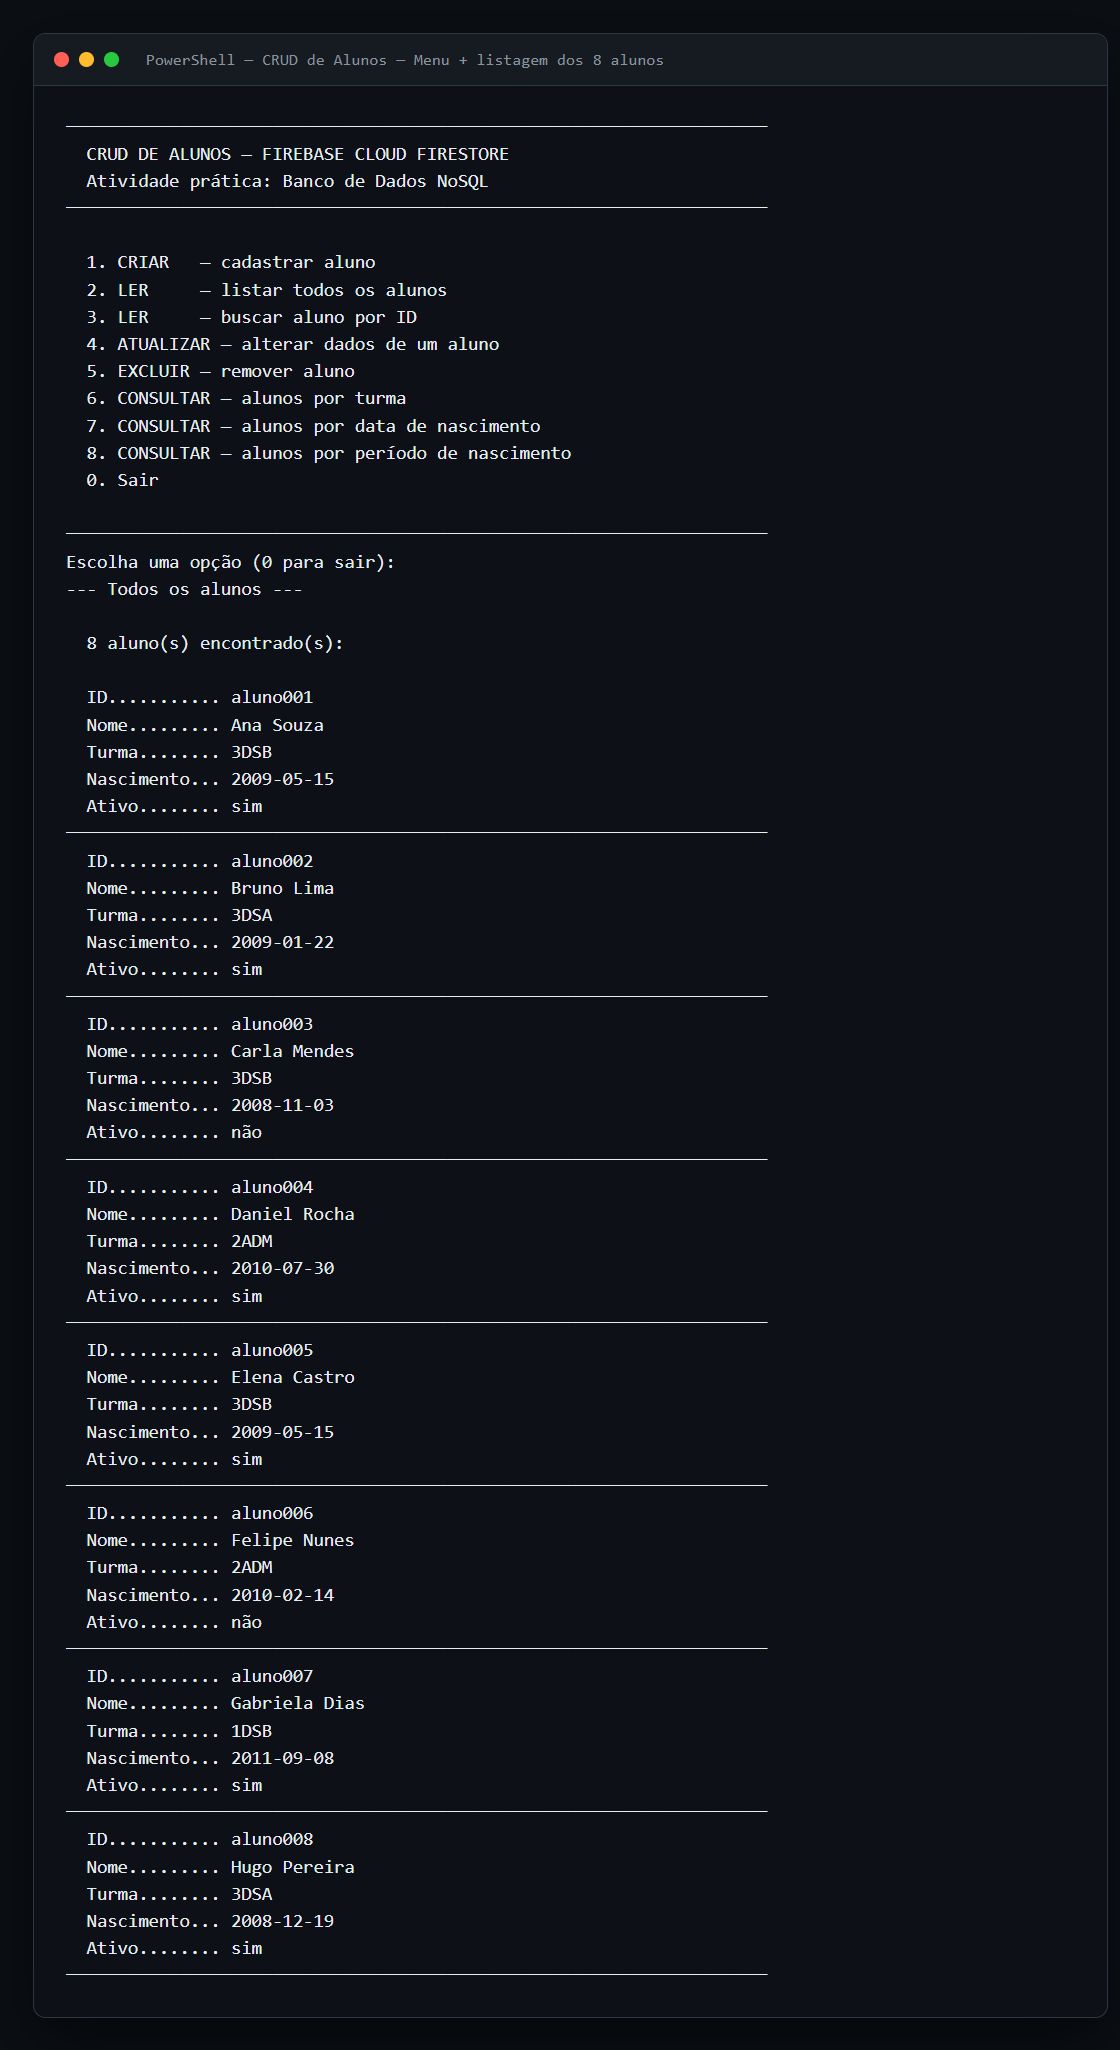 PowerShell — CRUD de Alunos — Menu + listagem dos 8 alunos
CRUD DE ALUNOS — FIREBASE CLOUD FIRESTORE
Atividade prática: Banco de Dados NoSQL
1. CRIAR   — cadastrar aluno
2. LER     — listar todos os alunos
3. LER     — buscar aluno por ID
4. ATUALIZAR — alterar dados de um aluno
5. EXCLUIR — remover aluno
6. CONSULTAR — alunos por turma
7. CONSULTAR — alunos por data de nascimento
8. CONSULTAR — alunos por período de nascimento
0. Sair
Escolha uma opção (0 para sair):
--- Todos os alunos ---
8 aluno(s) encontrado(s):
ID........... aluno001
Nome......... Ana Souza
Turma........ 3DSB
Nascimento... 2009-05-15
Ativo........ sim
ID........... aluno002
Nome......... Bruno Lima
Turma........ 3DSA
Nascimento... 2009-01-22
Ativo........ sim
ID........... aluno003
Nome......... Carla Mendes
Turma........ 3DSB
Nascimento... 2008-11-03
Ativo........ não
ID........... aluno004
Nome......... Daniel Rocha
Turma........ 2ADM
Nascimento... 2010-07-30
Ativo........ sim
ID........... aluno005
Nome......... Elena Castro
Turma........ 3DSB
Nascimento... 2009-05-15
Ativo........ sim
ID........... aluno006
Nome......... Felipe Nunes
Turma........ 2ADM
Nascimento... 2010-02-14
Ativo........ não
ID........... aluno007
Nome......... Gabriela Dias
Turma........ 1DSB
Nascimento... 2011-09-08
Ativo........ sim
ID........... aluno008
Nome......... Hugo Pereira
Turma........ 3DSA
Nascimento... 2008-12-19
Ativo........ sim